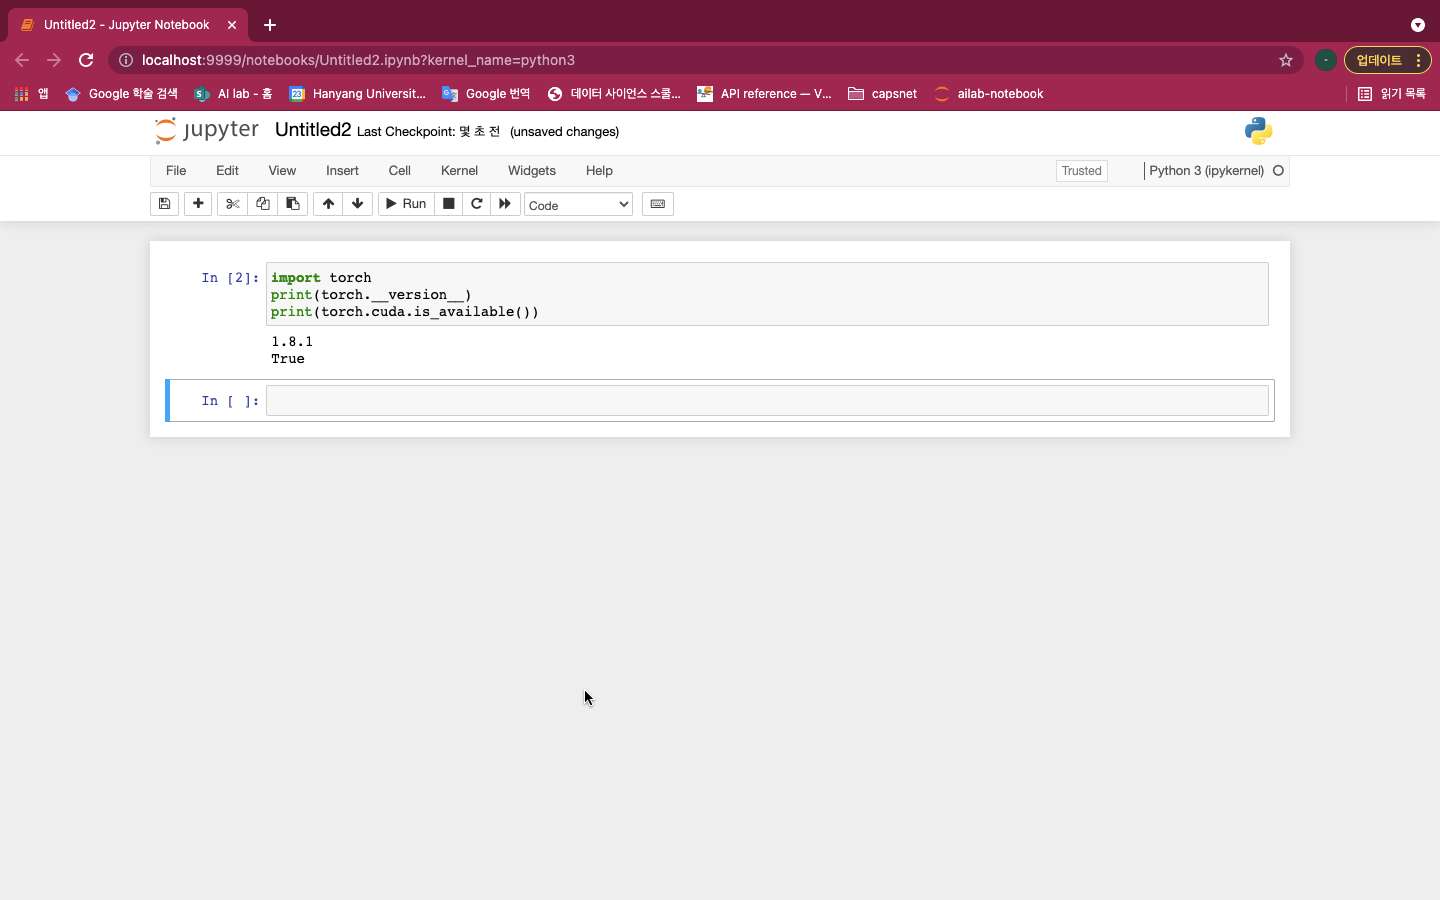 Untitled2 - Jupyter Notebook
localhost:9999/notebooks/Untitled2.ipynb?kernel_name=python3
업데이트
앱 Google 학술 검색 AI lab - 홈 Hanyang Universit... Google 번역 데이터 사이언스 스쿨... API reference — V... capsnet ailab-notebook 읽기 목록
jupyter Untitled2 Last Checkpoint: 몇 초 전 (unsaved changes)
File Edit View Insert Cell Kernel Widgets Help Trusted Python 3 (ipykernel)
Run Code
In [2]: import torch
print(torch.__version__)
print(torch.cuda.is_available())
1.8.1
True
In [ ]: